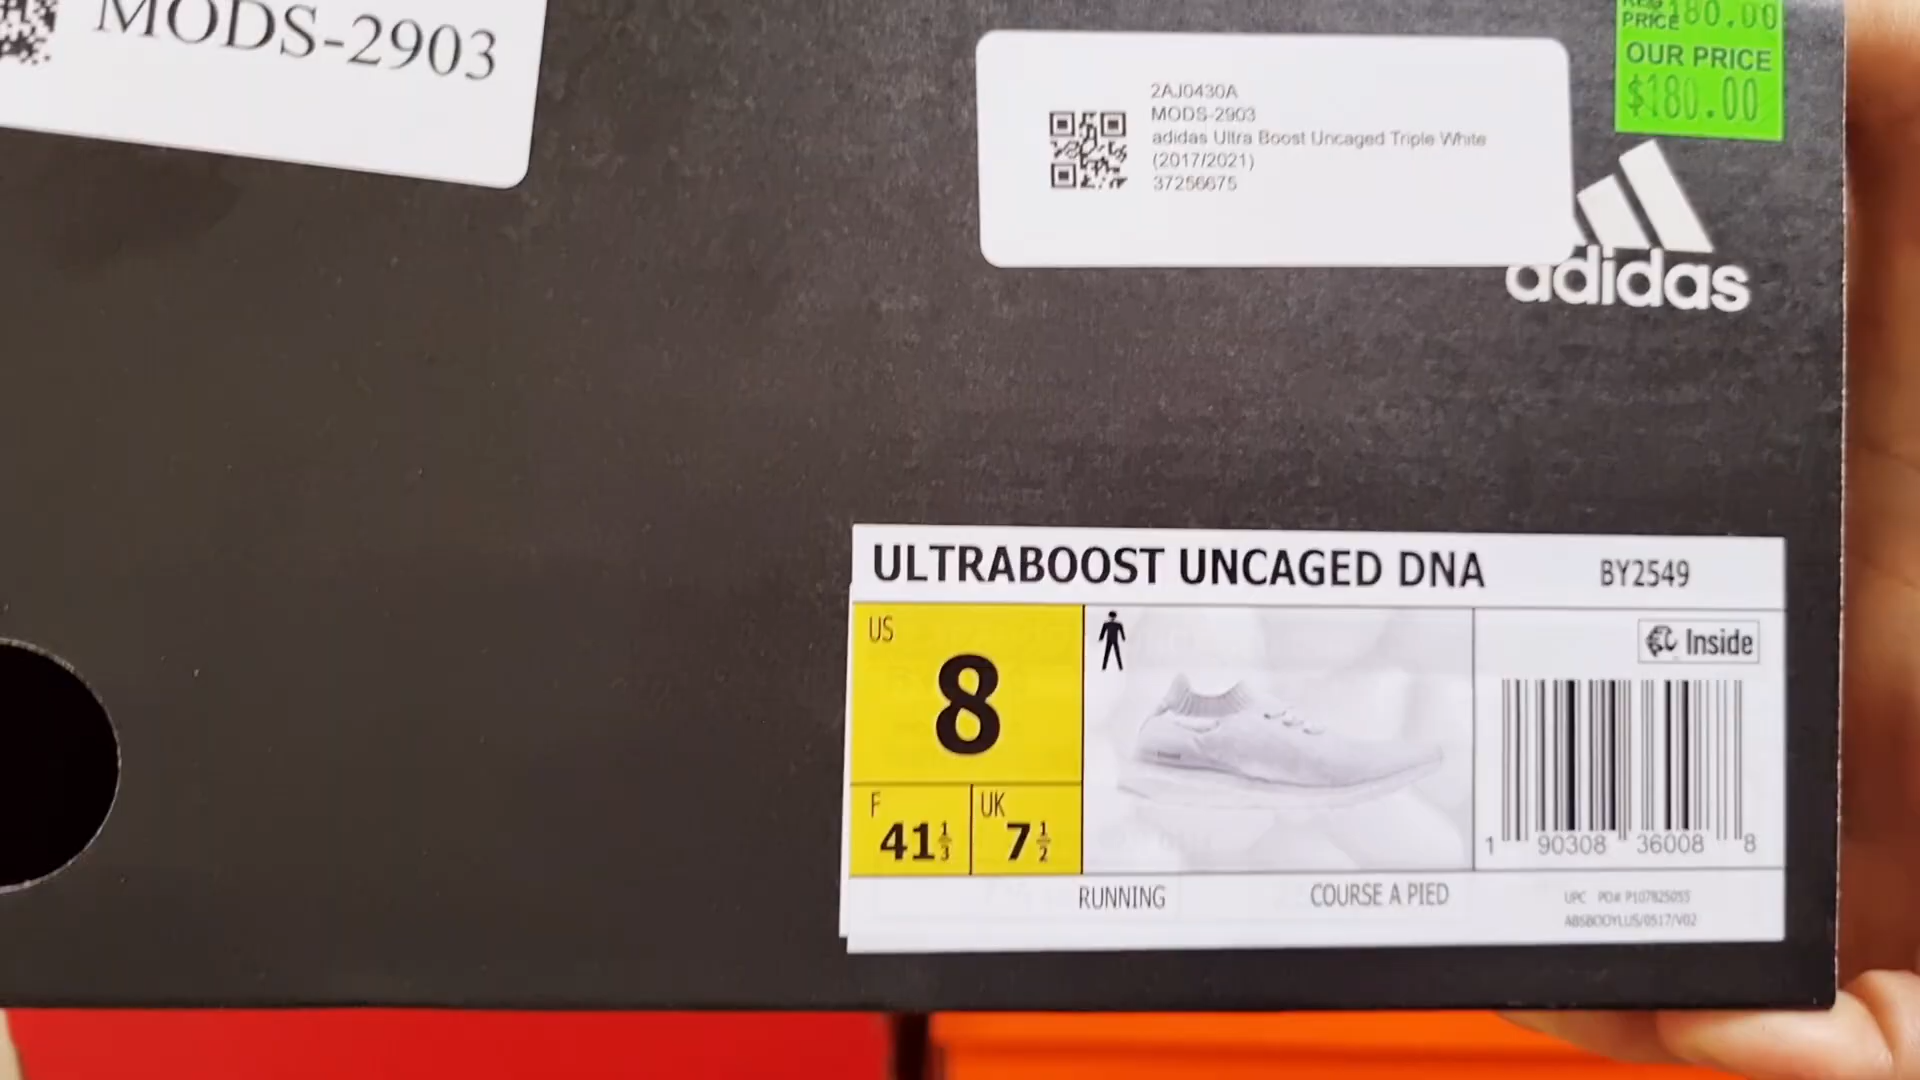 MODS-2903
2AJ0430A
MODS-2903
adidas Ultra Boost Uncaged Triple White
(2017/2021)
37256675
PRICE $180.00
OUR PRICE
$180.00
adidas
ULTRABOOST UNCAGED DNA BY2549
US
8
F
41 1/3
UK
7 1/2
Inside
1 90308 36008 8
RUNNING COURSE A PIED
UPC PO# P107825055